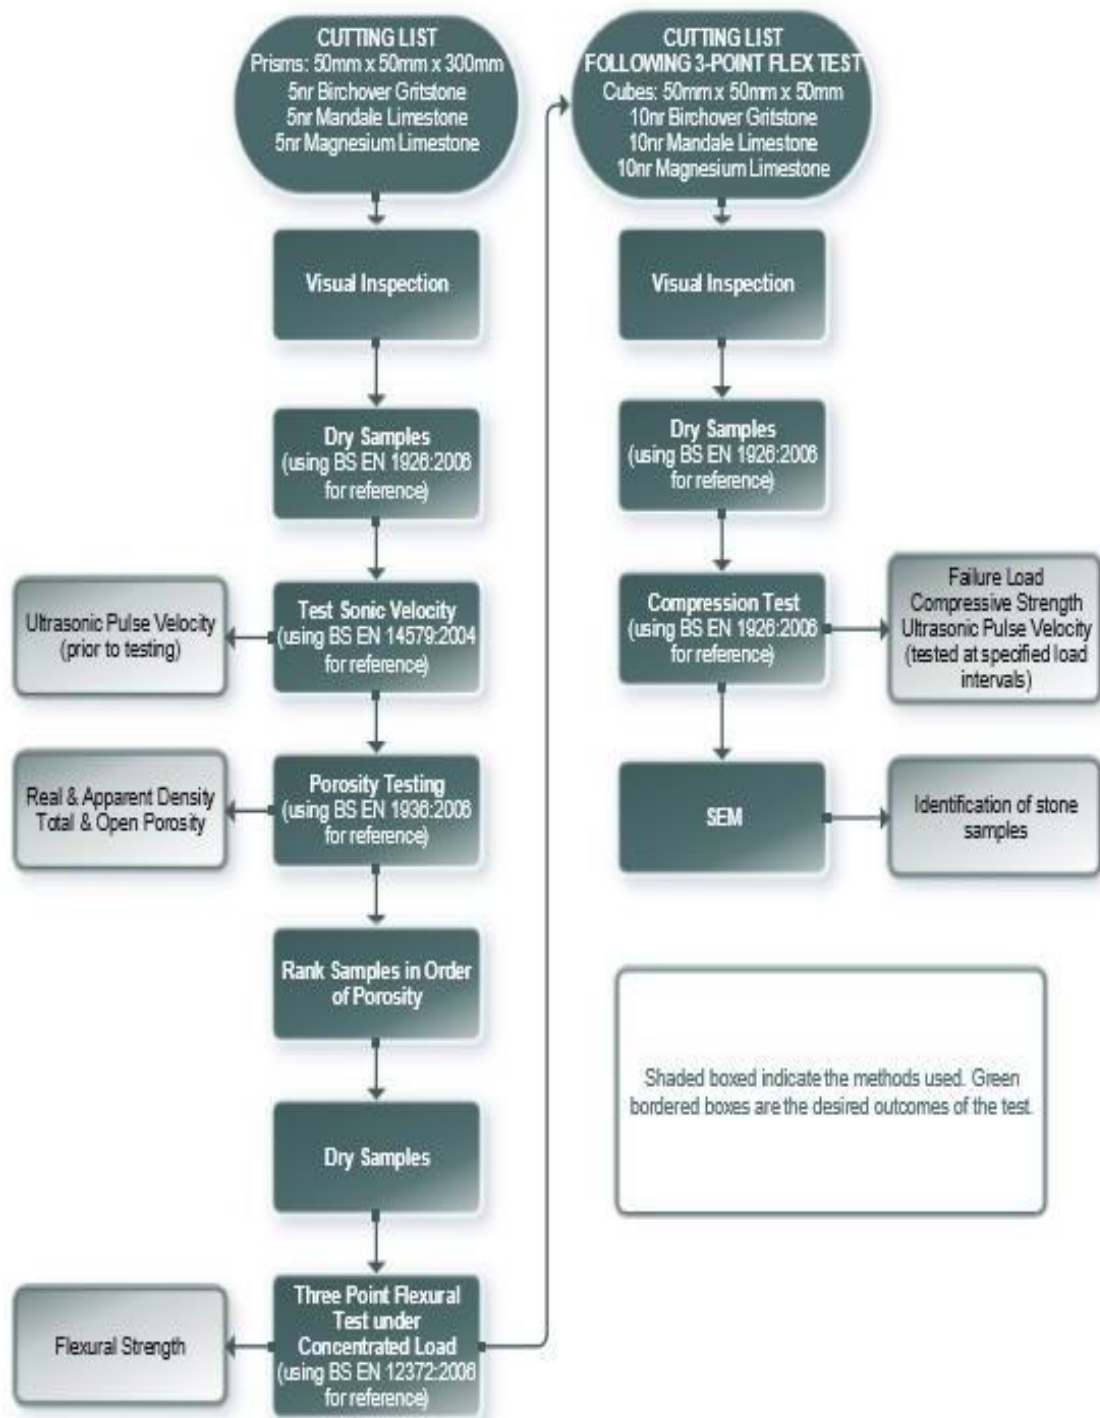 CUTTING LIST
Prisms: 50mm x 50mm x 300mm
5nr Birchover Gritstone
5nr Mandale Limestone
5nr Magnesium Limestone
Visual Inspection
Dry Samples
(using BS EN 1926:2006
for reference)
Test Sonic Velocity
(using BS EN 14579:2004
for reference)
Ultrasonic Pulse Velocity
(prior to testing)
Porosity Testing
(using BS EN 1936:2006
for reference)
Real & Apparent Density
Total & Open Porosity
Rank Samples in Order
of Porosity
Dry Samples
Three Point Flexural
Test under
Concentrated Load
(using BS EN 12372:2006
for reference)
Flexural Strength
CUTTING LIST
FOLLOWING 3-POINT FLEX TEST
Cubes: 50mm x 50mm x 50mm
10nr Birchover Gritstone
10nr Mandale Limestone
10nr Magnesium Limestone
Visual Inspection
Dry Samples
(using BS EN 1926:2006
for reference)
Compression Test
(using BS EN 1926:2006
for reference)
Failure Load
Compressive Strength
Ultrasonic Pulse Velocity
(tested at specified load
intervals)
SEM
Identification of stone
samples
Shaded boxed indicate the methods used. Green
bordered boxes are the desired outcomes of the test.